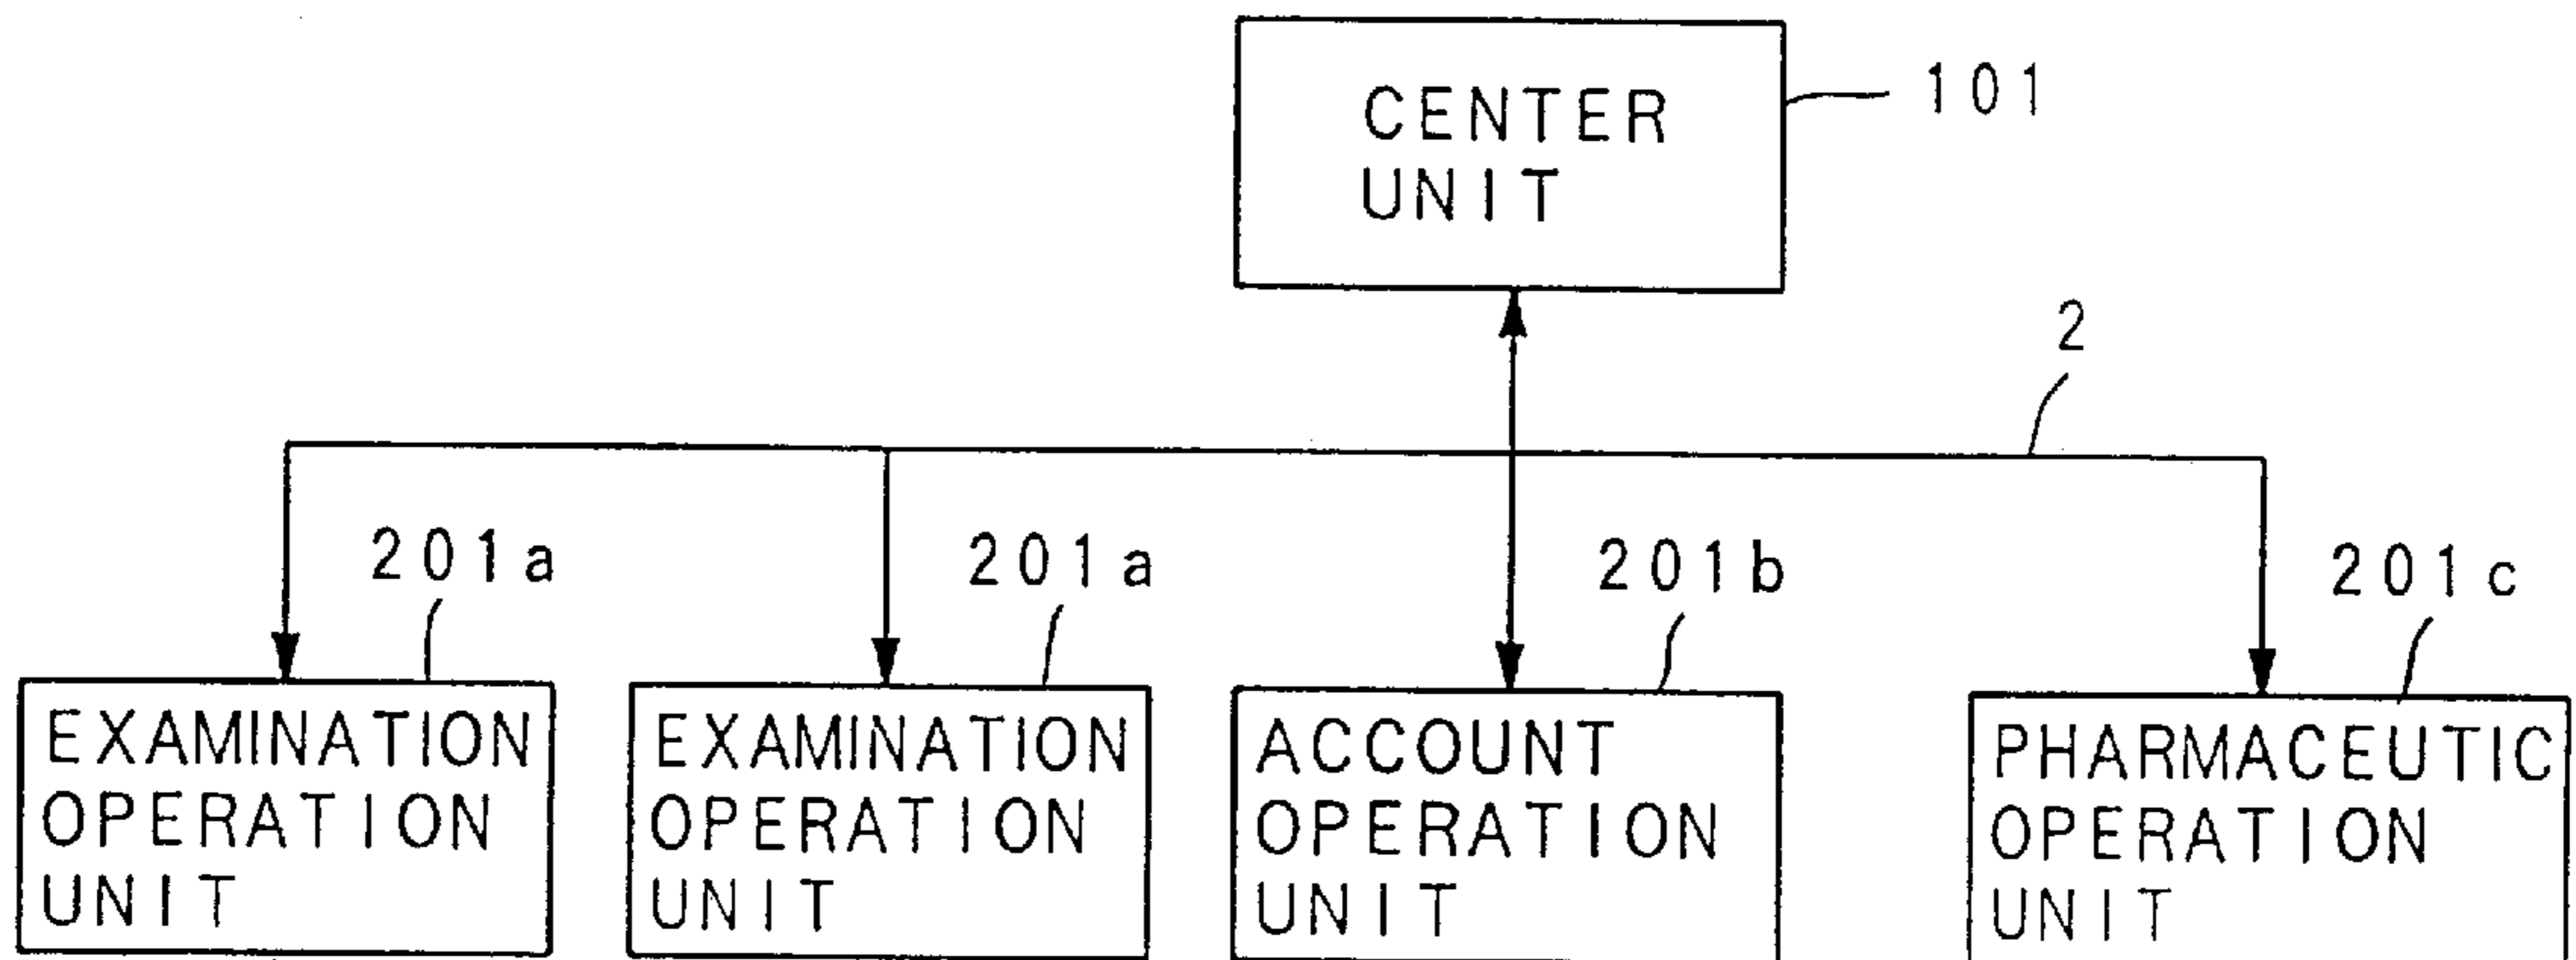 CENTER
UNIT
101
2
201a
201a
201b
201c
EXAMINATION
OPERATION
UNIT
EXAMINATION
OPERATION
UNIT
ACCOUNT
OPERATION
UNIT
PHARMACEUTIC
OPERATION
UNIT